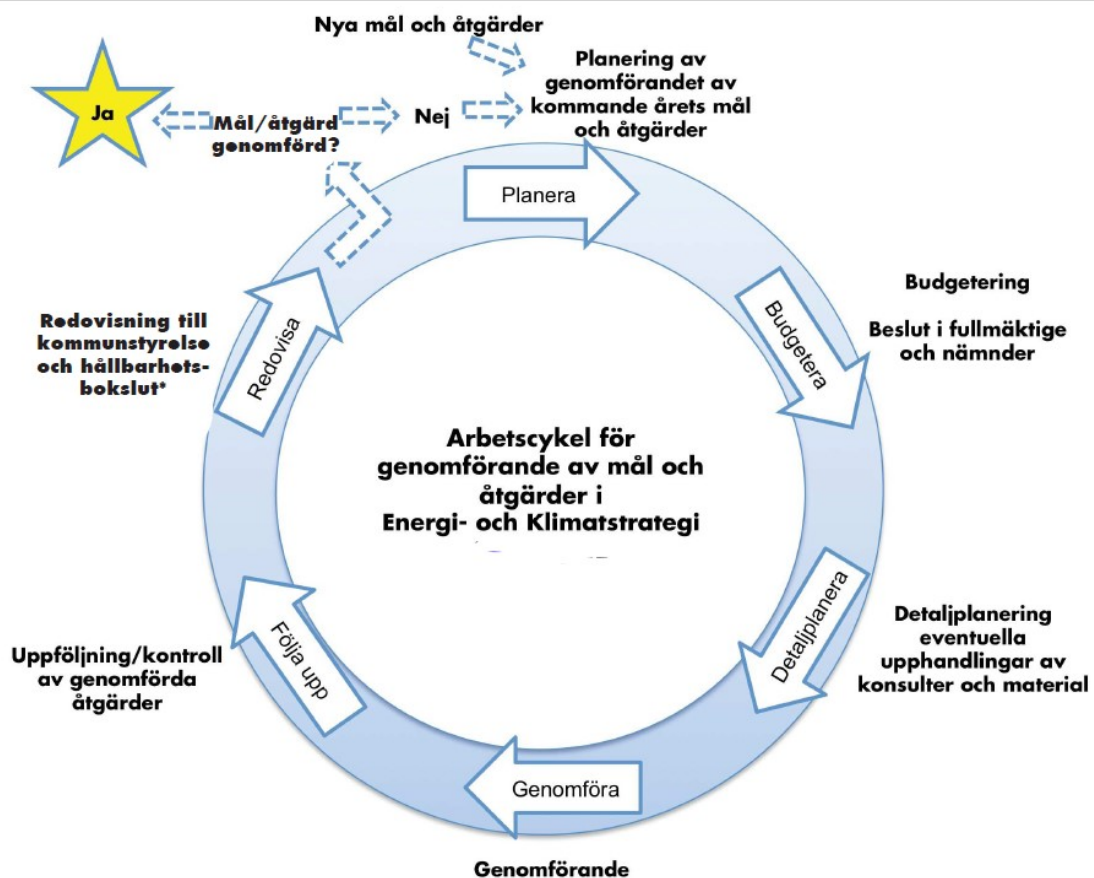 Nya mål och åtgärder
Planering av
genomförandet av
kommande årets mål
och åtgärder
Ja
Mål/åtgärd
genomförd?
Nej
Planera
Budgetera
Budgetering
Beslut i fullmäktige
och nämnder
Detaljplanera
Detaljplanering
eventuella
upphandlingar av
konsulter och material
Genomföra
Genomförande
Följa upp
Uppföljning/kontroll
av genomförda
åtgärder
Redovisa
Redovisning till
kommunstyrelse
och hållbarhets-
bokslut*
Arbetscykel för
genomförande av mål och
åtgärder i
Energi- och Klimatstrategi